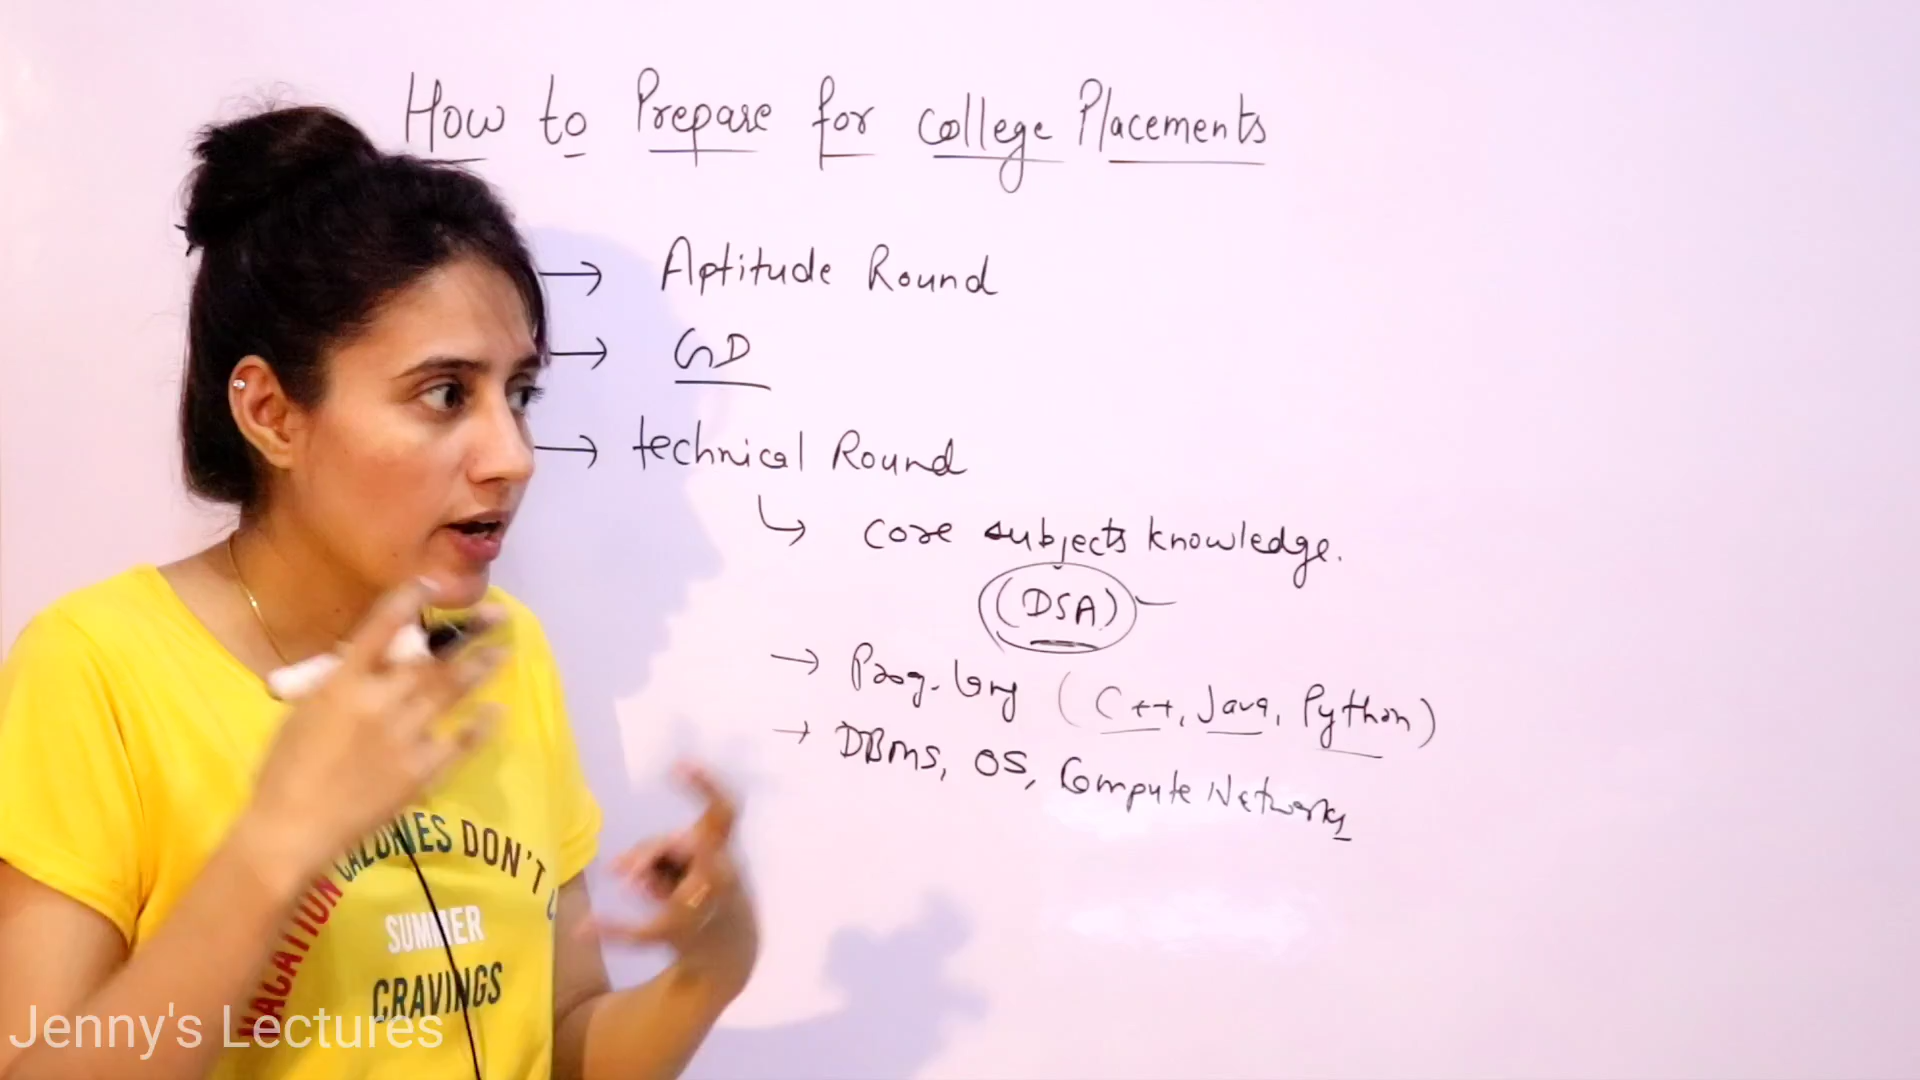 How to Prepare for college Placements
→ Aptitude Round
→ GD
→ technical Round
↳ core subjects knowledge.
(DSA)
→ Prog. lang (C++, Java, Python)
→ DBMS, OS, Compute Networks
VACATION CALORIES DON'T
SUMMER
CRAVINGS
Jenny's Lectures